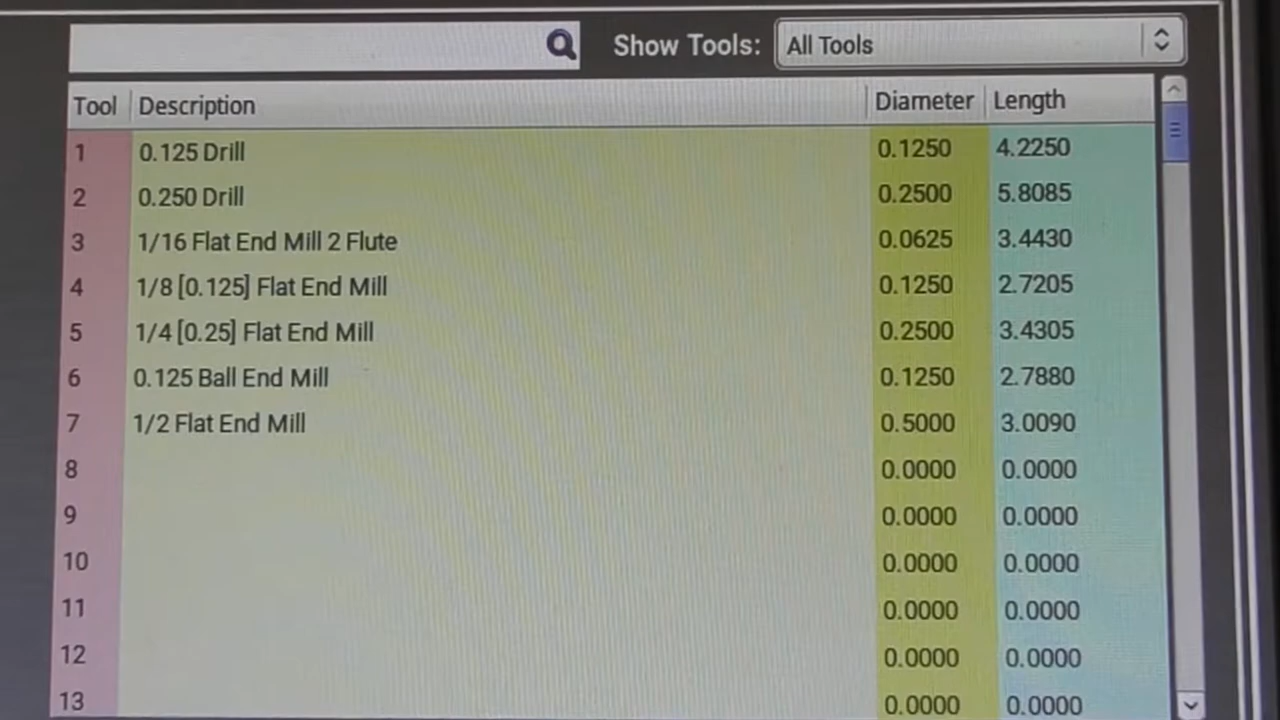 Show Tools: All Tools
Tool Description Diameter Length
1 0.125 Drill 0.1250 4.2250
2 0.250 Drill 0.2500 5.8085
3 1/16 Flat End Mill 2 Flute 0.0625 3.4430
4 1/8 [0.125] Flat End Mill 0.1250 2.7205
5 1/4 [0.25] Flat End Mill 0.2500 3.4305
6 0.125 Ball End Mill 0.1250 2.7880
7 1/2 Flat End Mill 0.5000 3.0090
8 0.0000 0.0000
9 0.0000 0.0000
10 0.0000 0.0000
11 0.0000 0.0000
12 0.0000 0.0000
13 0.0000 0.0000